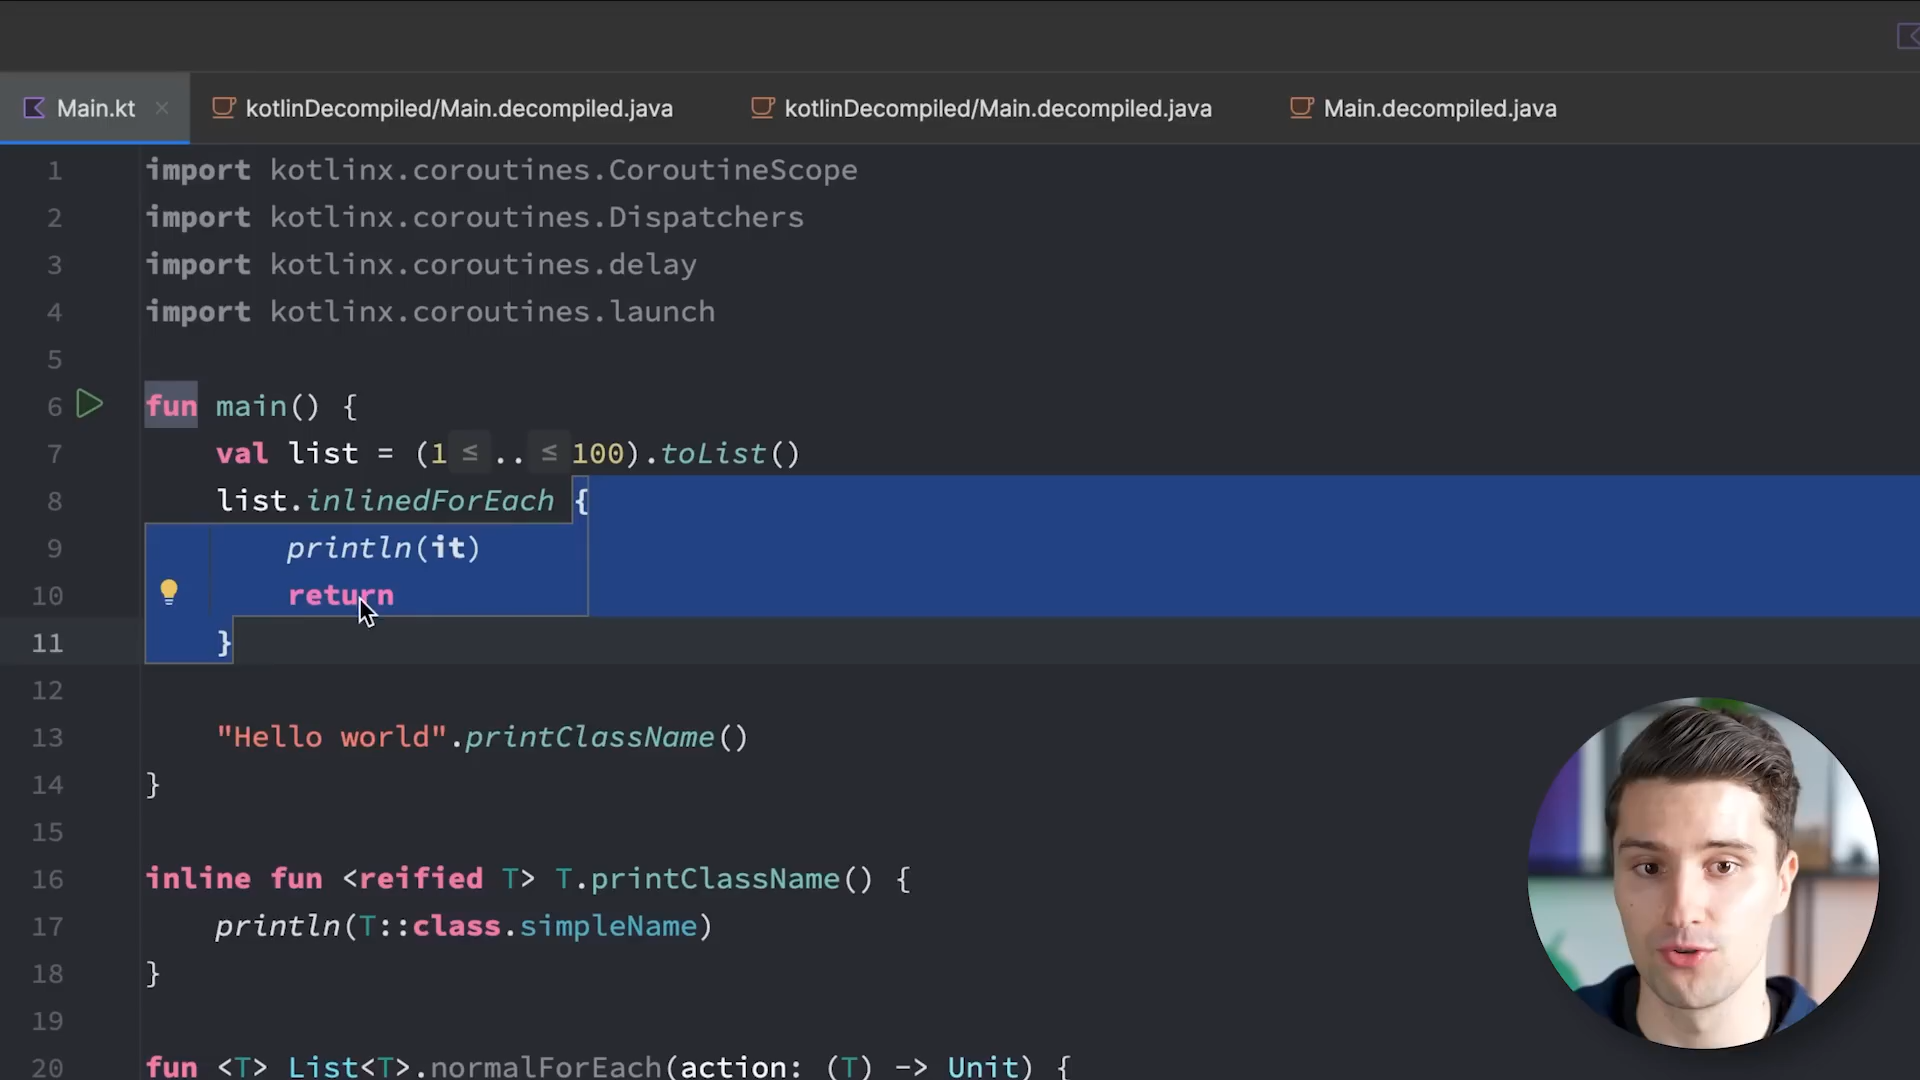 Main.kt
kotlinDecompiled/Main.decompiled.java
kotlinDecompiled/Main.decompiled.java
Main.decompiled.java
1 import kotlinx.coroutines.CoroutineScope
2 import kotlinx.coroutines.Dispatchers
3 import kotlinx.coroutines.delay
4 import kotlinx.coroutines.launch
5
6 fun main() {
7 val list = (1 ≤ .. ≤ 100).toList()
8 list.inlinedForEach {
9 println(it)
10 return
11 }
12
13 "Hello world".printClassName()
14 }
15
16 inline fun <reified T> T.printClassName() {
17 println(T::class.simpleName)
18 }
19
20 fun <T> List<T>.normalForEach(action: (T) -> Unit) {